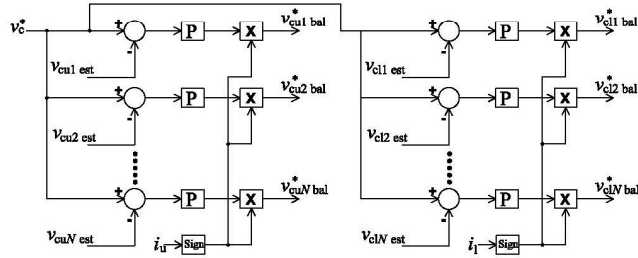 v*c + - P X v*cu1 bal + - P X v*cl1 bal
vcu1 est vcl1 est
+ - P X v*cu2 bal + - P X v*cl2 bal
vcu2 est vcl2 est
+ - P X v*cuN bal + - P X v*clN bal
vcuN est iu Sign vclN est il Sign